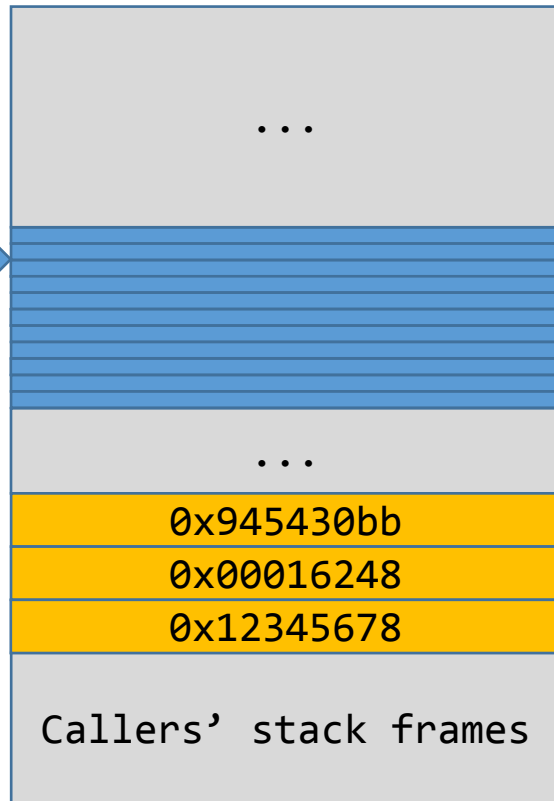 ...
...
0x945430bb
0x00016248
0x12345678
Callers’ stack frames